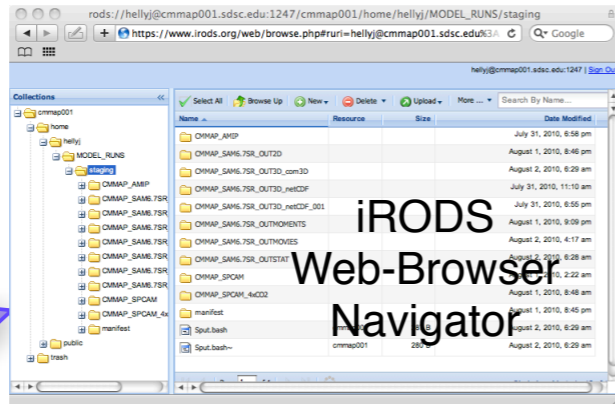 rods://hellyj@cmmap001.sdsc.edu:1247/cmmap001/home/hellyj/MODEL_RUNS/staging
https://www.irods.org/web/browse.php#ruri=hellyj@cmmap001.sdsc.edu%3A
Google
hellyj@cmmap001.sdsc.edu:1247 | Sign Ou
Collections
cmmap001
home
hellyj
MODEL_RUNS
staging
CMMAP_AMIP
CMMAP_SAM6.7SR
CMMAP_SAM6.7SR
CMMAP_SAM6.7SR
CMMAP_SAM6.7SR
CMMAP_SAM6.7SR
CMMAP_SAM6.7SR
CMMAP_SAM6.7SR
CMMAP_SPCAM
CMMAP_SPCAM_4x
manifest
public
trash
Select All Browse Up New Delete Upload More ... Search By Name...
Name Resource Size Date Modified
CMMAP_AMIP July 31, 2010, 6:58 pm
CMMAP_SAM6.7SR_OUT2D August 1, 2010, 8:46 pm
CMMAP_SAM6.7SR_OUT3D_com3D August 2, 2010, 6:29 am
CMMAP_SAM6.7SR_OUT3D_netCDF July 31, 2010, 11:10 am
CMMAP_SAM6.7SR_OUT3D_netCDF_001 July 31, 2010, 6:55 pm
CMMAP_SAM6.7SR_OUTMOMENTS August 1, 2010, 9:09 pm
CMMAP_SAM6.7SR_OUTMOVIES August 2, 2010, 4:17 am
CMMAP_SAM6.7SR_OUTSTAT August 2, 2010, 6:28 am
CMMAP_SPCAM 2010, 2:22 am
CMMAP_SPCAM_4xCO2 August 1, 2010, 8:48 am
manifest August 1, 2010, 8:45 pm
Sput.bash B August 2, 2010, 6:29 am
Sput.bash~ cmmap001 280 B August 2, 2010, 6:29 am
iRODS
Web-Browser
Navigator